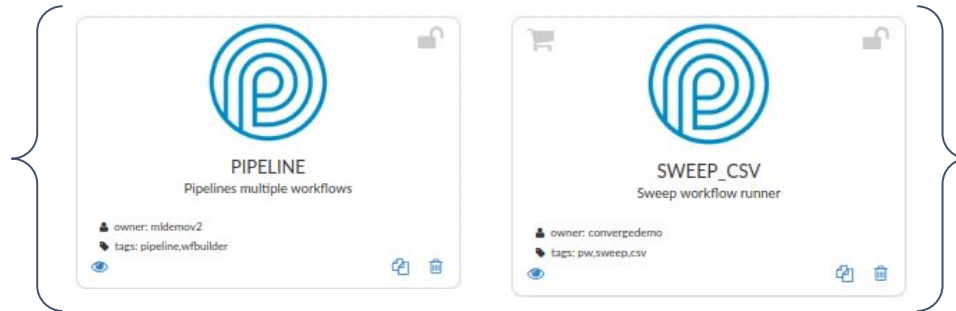 PIPELINE
Pipelines multiple workflows
owner: mldemov2
tags: pipeline,wfbuilder
SWEEP_CSV
Sweep workflow runner
owner: convergedemo
tags: pw,sweep,csv